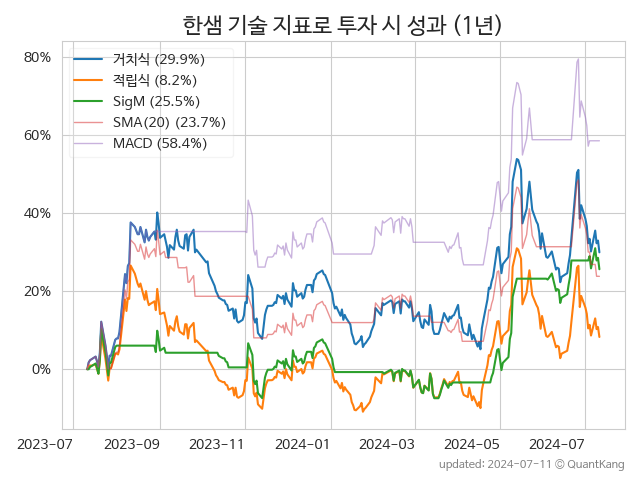 한샘 기술 지표로 투자 시 성과 (1년)
거치식 (29.9%)
적립식 (8.2%)
SigM (25.5%)
SMA(20) (23.7%)
MACD (58.4%)
80%
60%
40%
20%
0%
2023-07 2023-09 2023-11 2024-01 2024-03 2024-05 2024-07
updated: 2024-07-11 © QuantKang